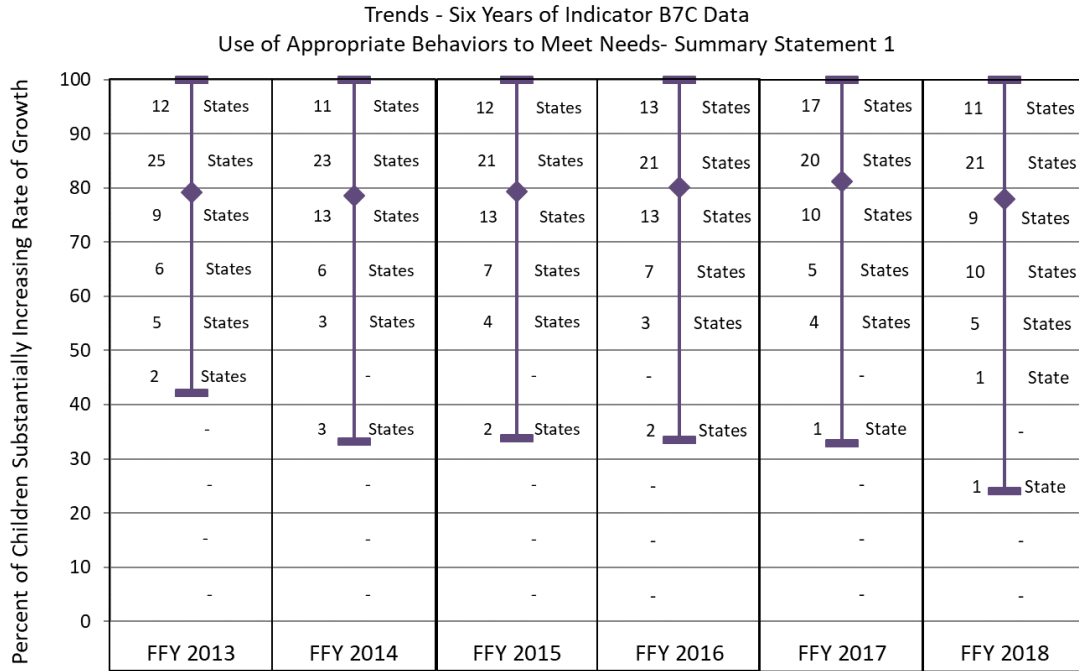 Trends - Six Years of Indicator B7C Data
Use of Appropriate Behaviors to Meet Needs- Summary Statement 1
Percent of Children Substantially Increasing Rate of Growth
100
12 States 11 States 12 States 13 States 17 States 11 States
90
25 States 23 States 21 States 21 States 20 States 21 States
80
9 States 13 States 13 States 13 States 10 States 9 States
70
6 States 6 States 7 States 7 States 5 States 10 States
60
5 States 3 States 4 States 3 States 4 States 5 States
50
2 States - - - - 1 State
40
- 3 States 2 States 2 States 1 State -
30
- - - - - 1 State
20
- - - - - -
10
- - - - - -
0
FFY 2013 FFY 2014 FFY 2015 FFY 2016 FFY 2017 FFY 2018